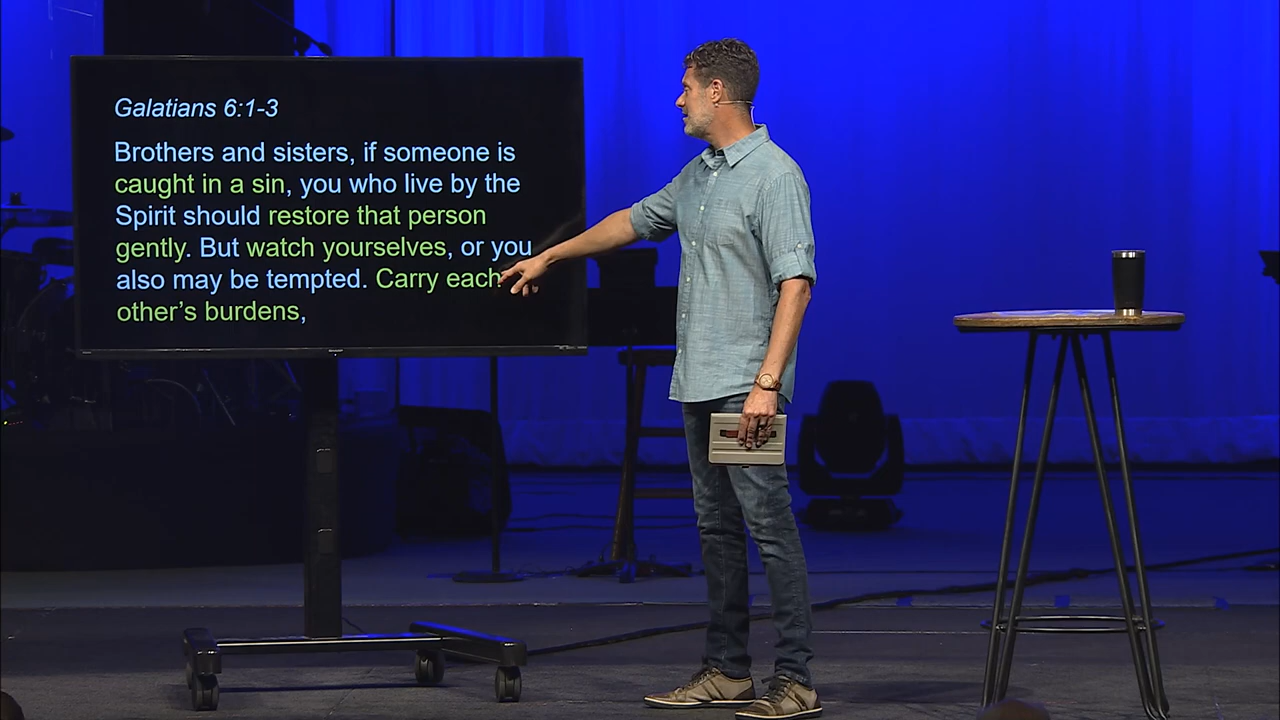 Galatians 6:1-3
Brothers and sisters, if someone is
caught in a sin, you who live by the
Spirit should restore that person
gently. But watch yourselves, or you
also may be tempted. Carry each
other’s burdens,